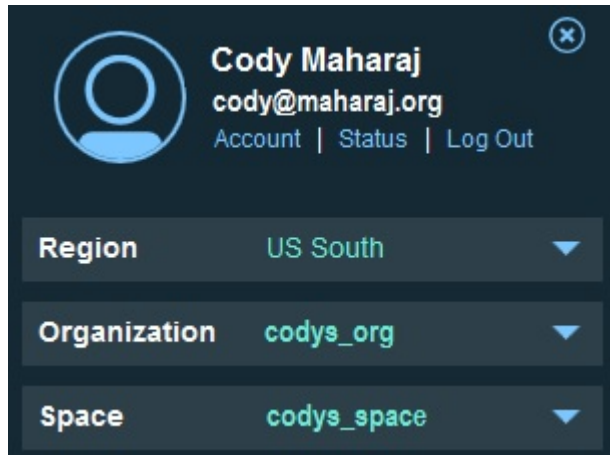 Cody Maharaj
cody@maharaj.org
Account | Status | Log Out
Region US South
Organization codys_org
Space codys_space